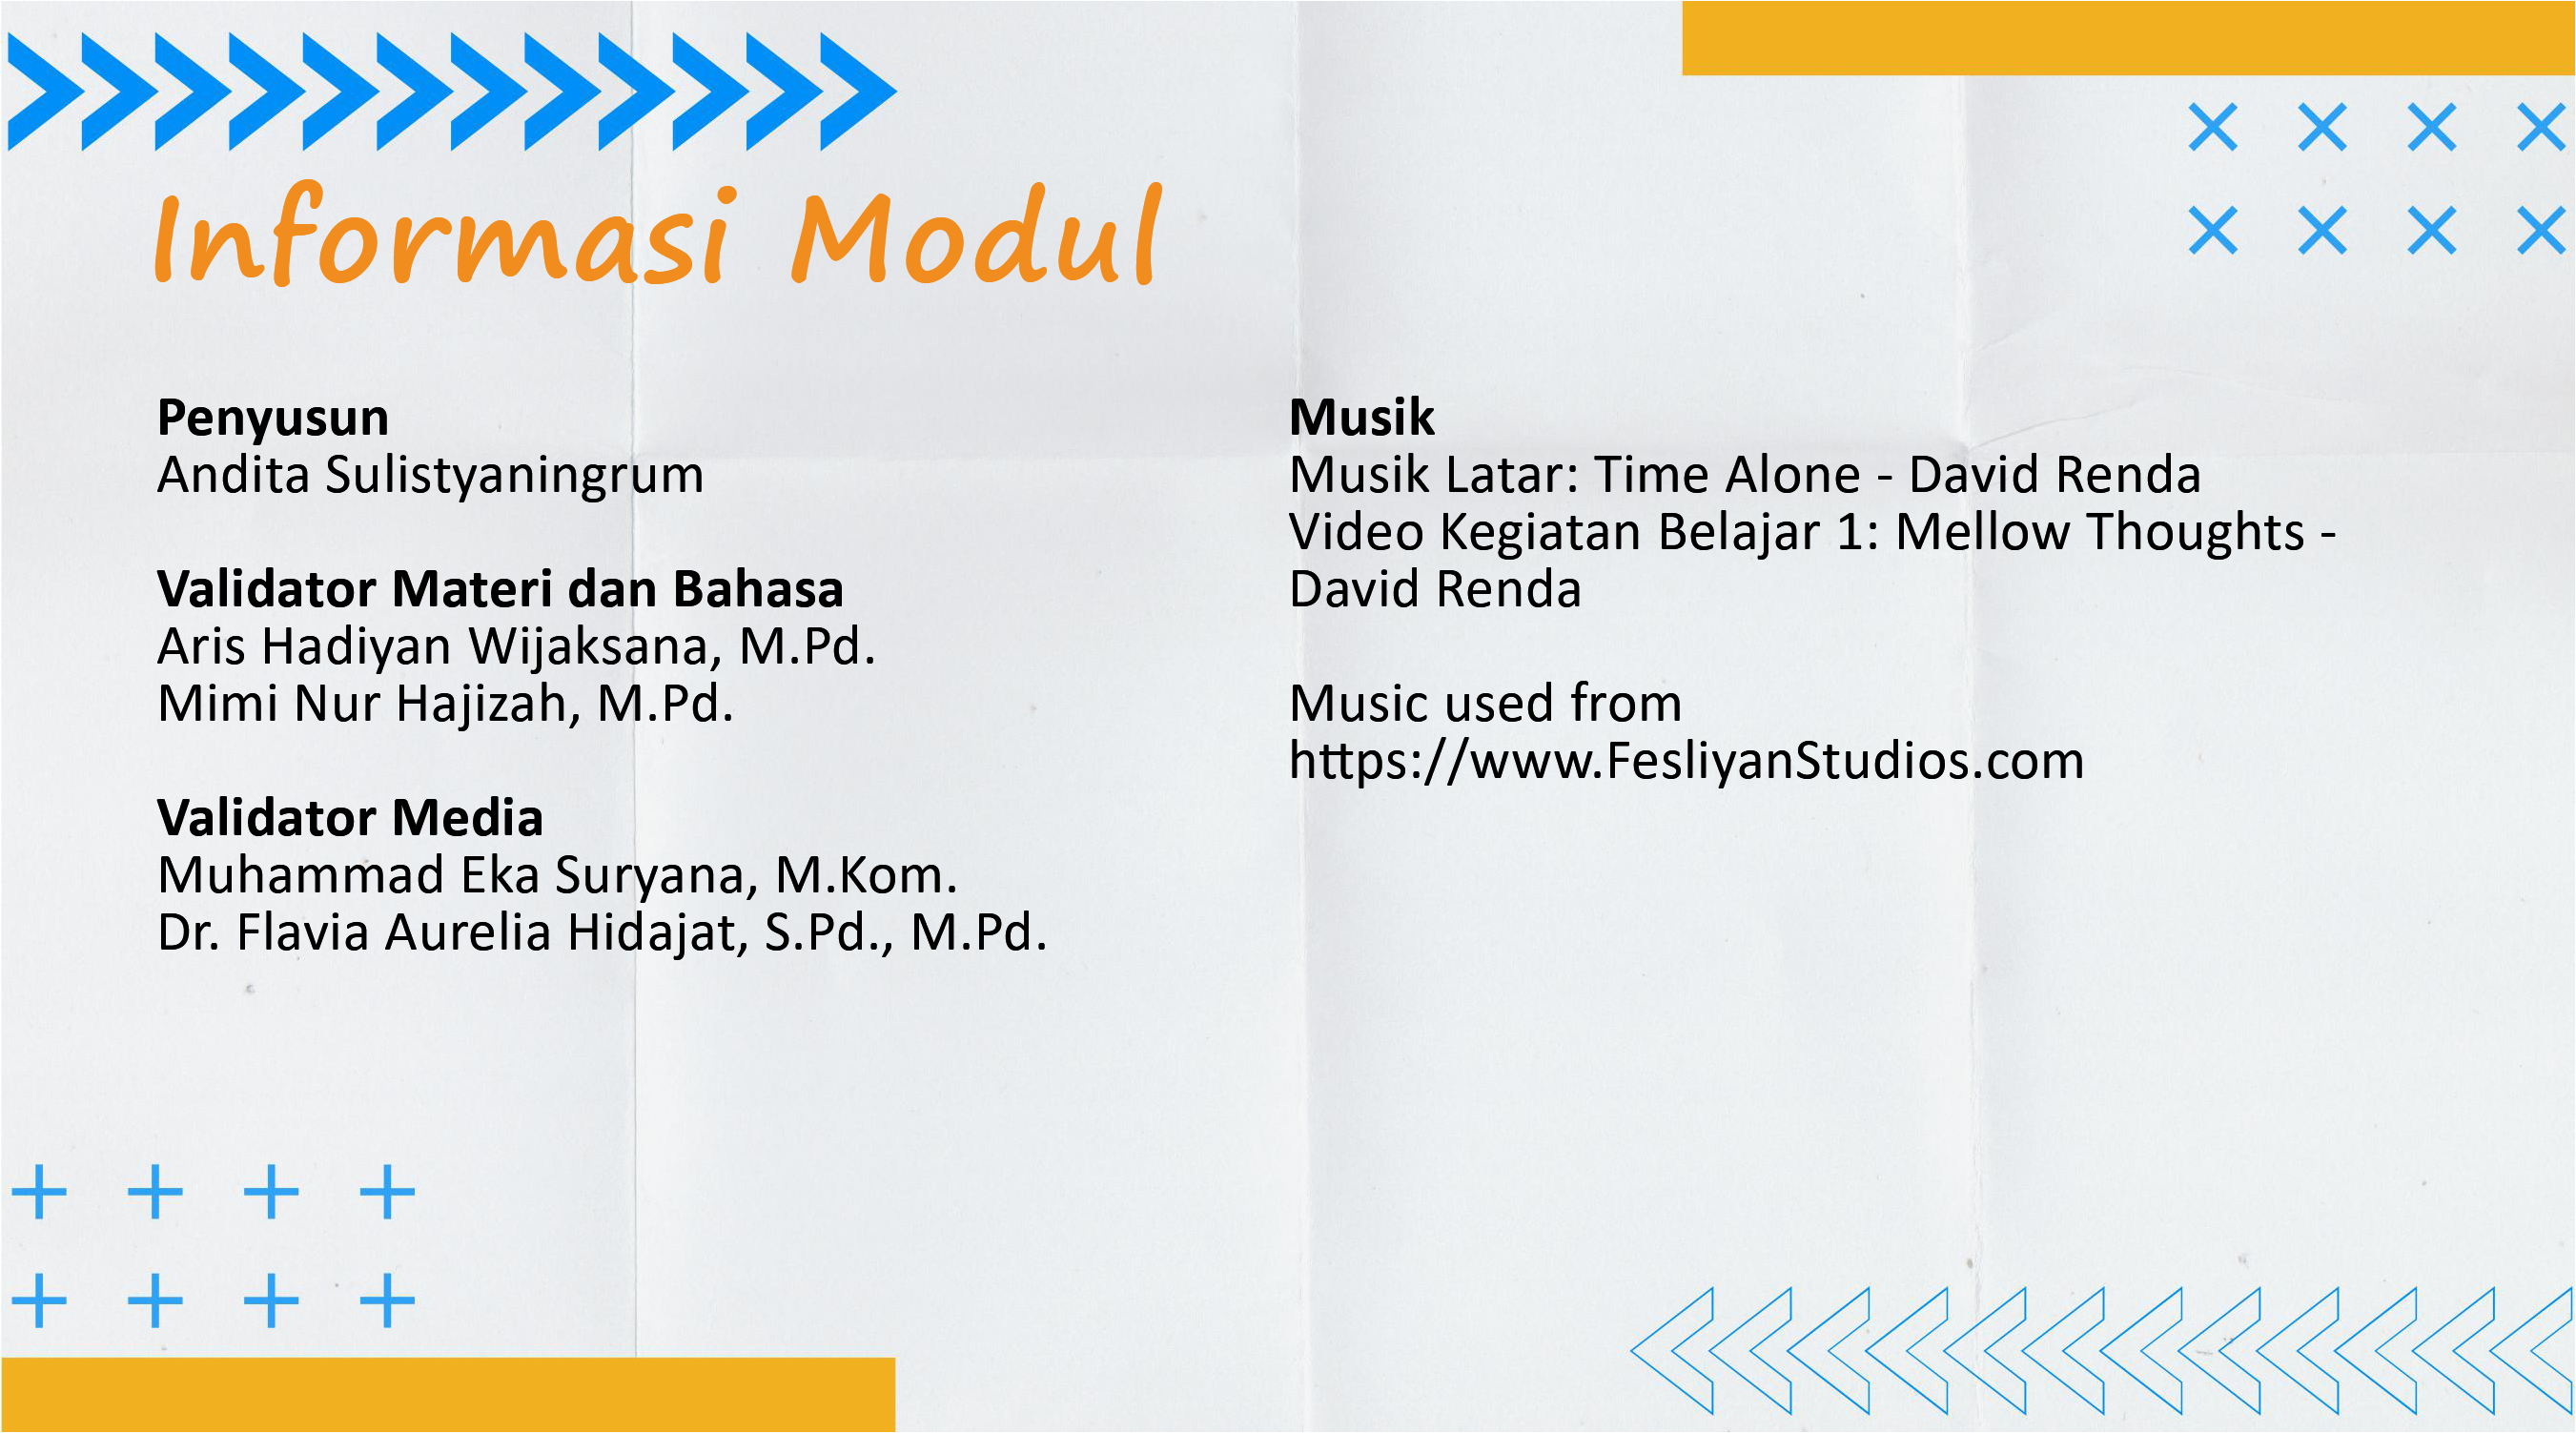 Informasi Modul
Penyusun
Andita Sulistyaningrum
Validator Materi dan Bahasa
Aris Hadiyan Wijaksana, M.Pd.
Mimi Nur Hajizah, M.Pd.
Validator Media
Muhammad Eka Suryana, M.Kom.
Dr. Flavia Aurelia Hidajat, S.Pd., M.Pd.
Musik
Musik Latar: Time Alone - David Renda
Video Kegiatan Belajar 1: Mellow Thoughts -
David Renda
Music used from
https://www.FesliyanStudios.com